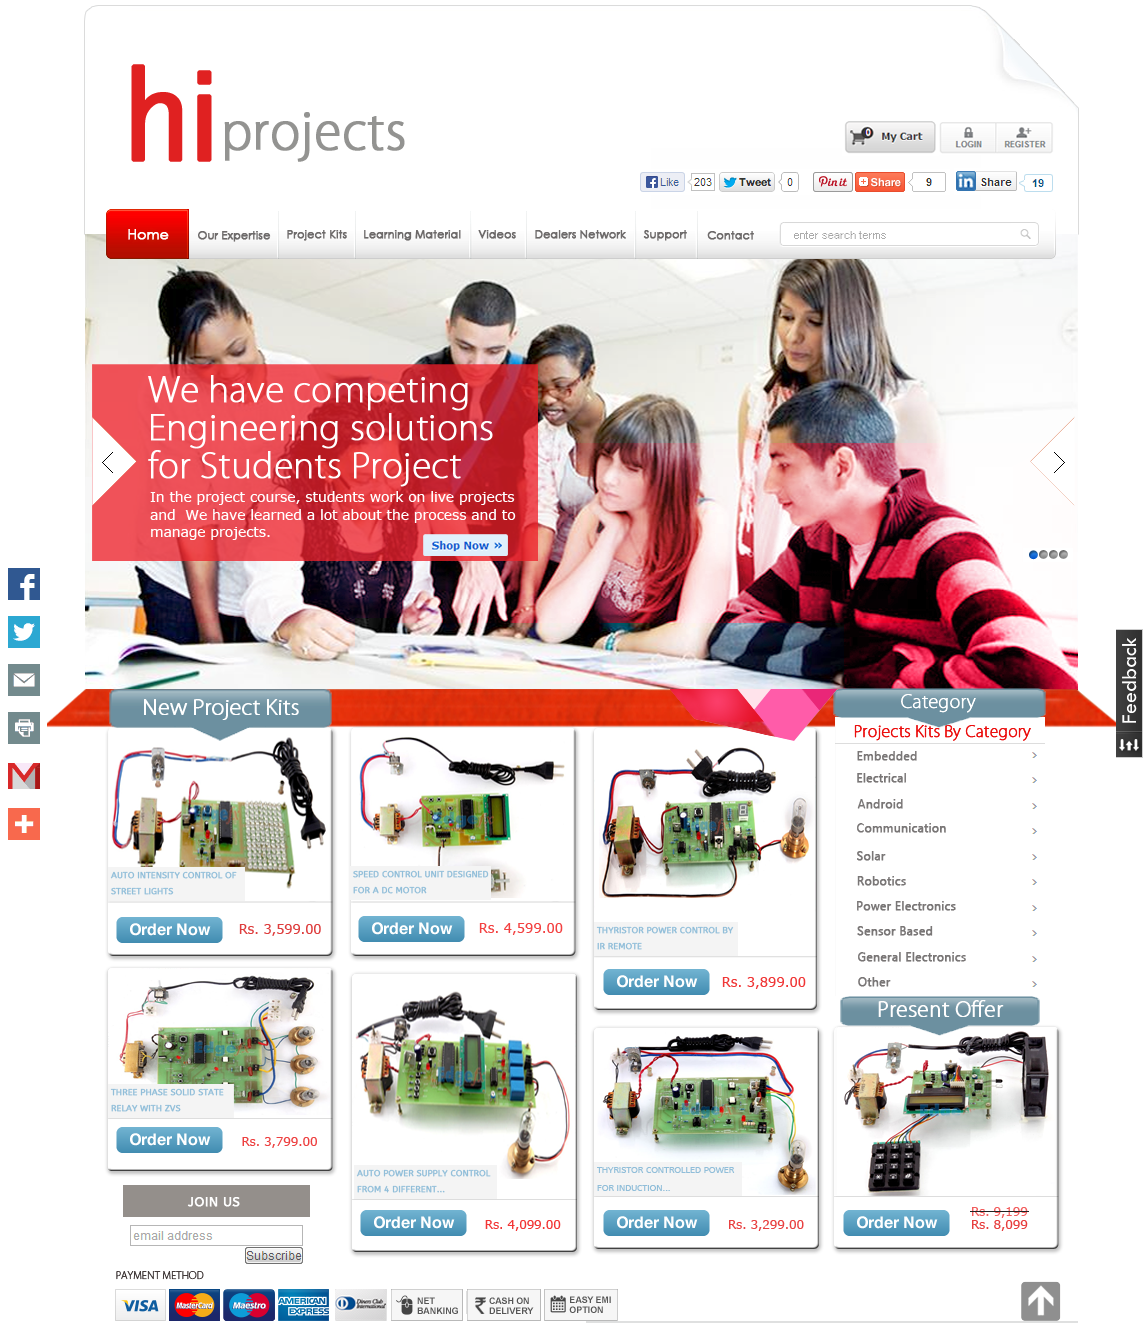 hi projects
0 My Cart
LOGIN
REGISTER
Like 203
Tweet 0
Pin it
Share 9
in Share 19
Home
Our Expertise
Project Kits
Learning Material
Videos
Dealers Network
Support
Contact
enter search terms
We have competing
Engineering solutions
for Students Project
In the project course, students work on live projects
and We have learned a lot about the process and to
manage projects.
Shop Now »
Feedback
New Project Kits
AUTO INTENSITY CONTROL OF
STREET LIGHTS
Order Now Rs. 3,599.00
SPEED CONTROL UNIT DESIGNED
FOR A DC MOTOR
Order Now Rs. 4,599.00
THYRISTOR POWER CONTROL BY
IR REMOTE
Order Now Rs. 3,899.00
THREE PHASE SOLID STATE
RELAY WITH ZVS
Order Now Rs. 3,799.00
AUTO POWER SUPPLY CONTROL
FROM 4 DIFFERENT...
Order Now Rs. 4,099.00
THYRISTOR CONTROLLED POWER
FOR INDUCTION...
Order Now Rs. 3,299.00
Category
Projects Kits By Category
Embedded
Electrical
Android
Communication
Solar
Robotics
Power Electronics
Sensor Based
General Electronics
Other
Present Offer
Rs. 9,199
Order Now Rs. 8,099
JOIN US
email address
Subscribe
PAYMENT METHOD
VISA
MasterCard
Maestro
AMERICAN
EXPRESS
Diners Club
International
NET
BANKING
CASH ON
DELIVERY
EASY EMI
OPTION